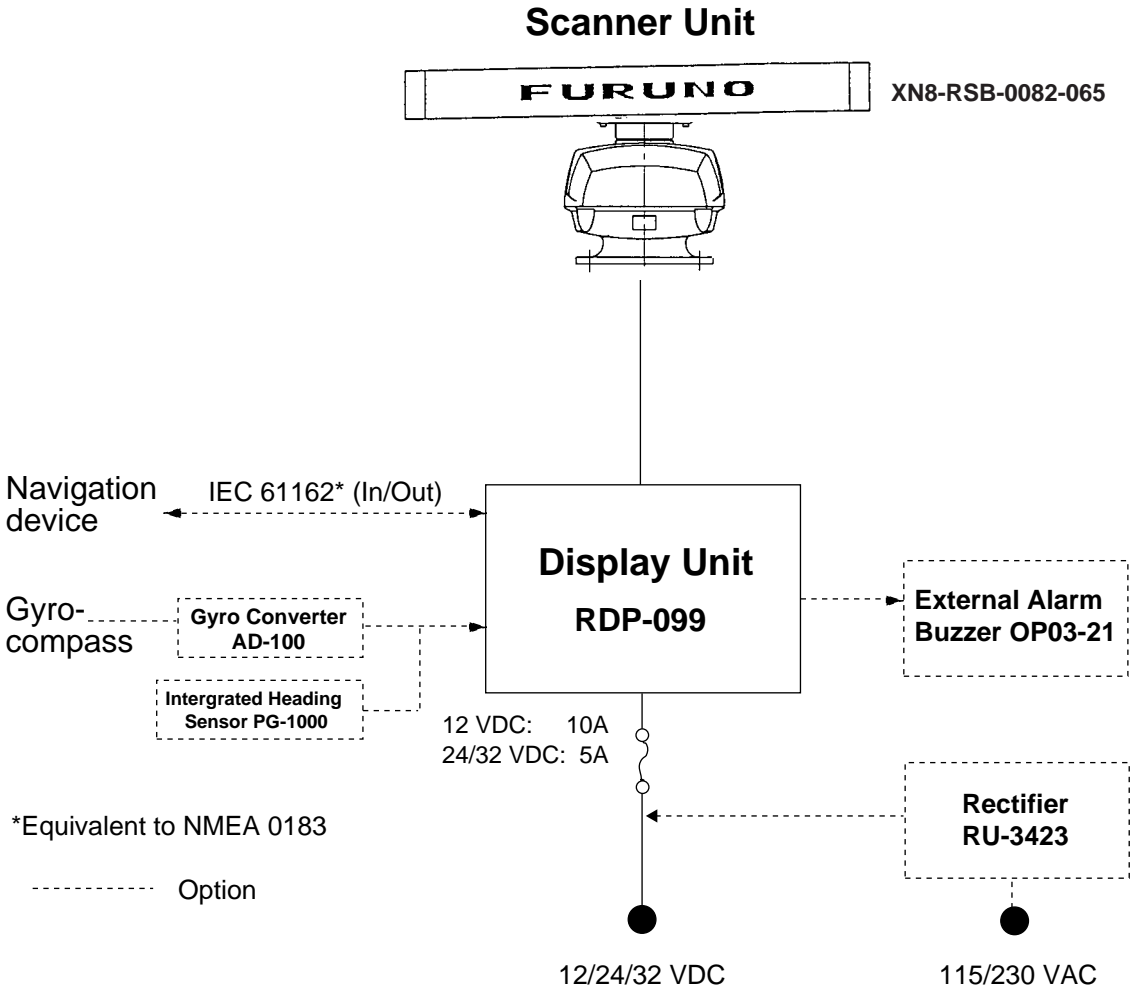 Scanner Unit
FURUNO
XN8-RSB-0082-065
Navigation
device
IEC 61162* (In/Out)
Display Unit
RDP-099
External Alarm
Buzzer OP03-21
Gyro-
compass
Gyro Converter
AD-100
Intergrated Heading
Sensor PG-1000
12 VDC: 10A
24/32 VDC: 5A
Rectifier
RU-3423
*Equivalent to NMEA 0183
Option
12/24/32 VDC
115/230 VAC